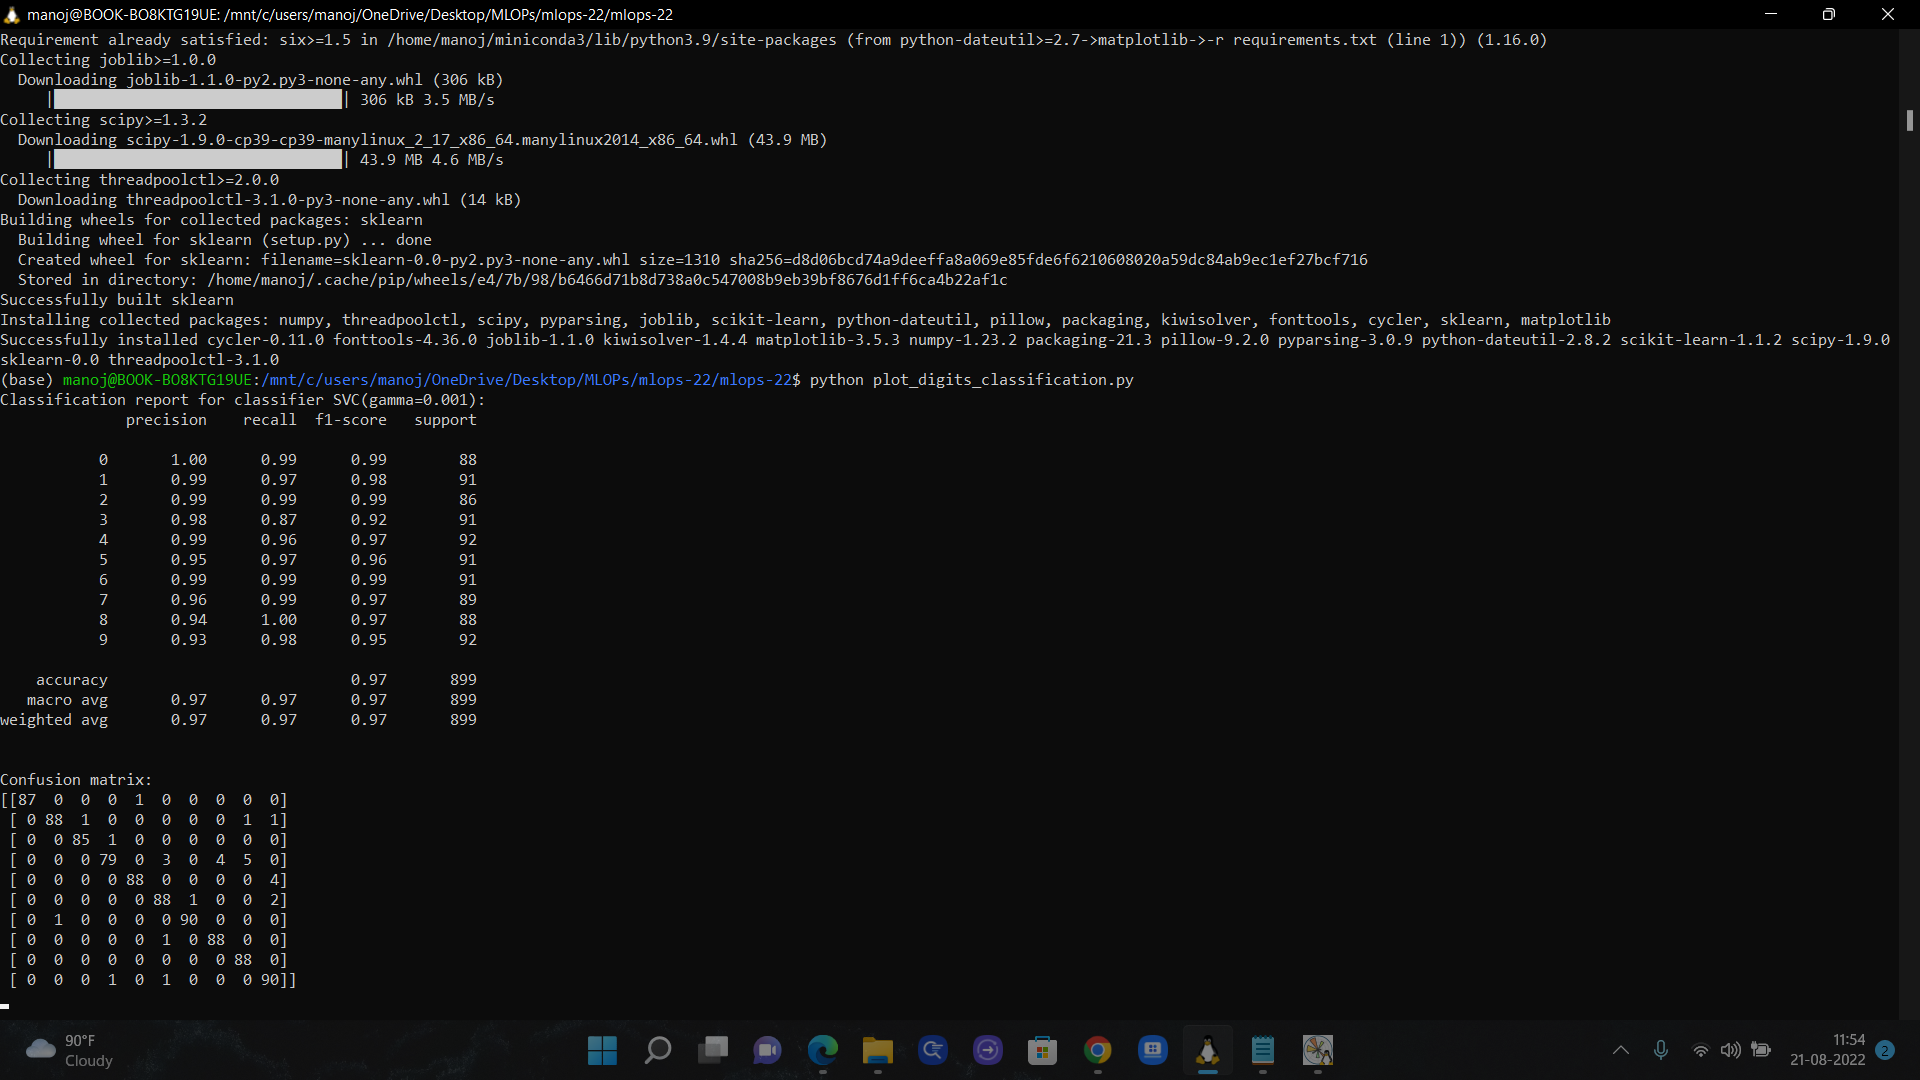 manoj@BOOK-BO8KTG19UE: /mnt/c/users/manoj/OneDrive/Desktop/MLOPs/mlops-22/mlops-22
Requirement already satisfied: six>=1.5 in /home/manoj/miniconda3/lib/python3.9/site-packages (from python-dateutil>=2.7->matplotlib->-r requirements.txt (line 1)) (1.16.0)
Collecting joblib>=1.0.0
  Downloading joblib-1.1.0-py2.py3-none-any.whl (306 kB)
     || 306 kB 3.5 MB/s
Collecting scipy>=1.3.2
  Downloading scipy-1.9.0-cp39-cp39-manylinux_2_17_x86_64.manylinux2014_x86_64.whl (43.9 MB)
     || 43.9 MB 4.6 MB/s
Collecting threadpoolctl>=2.0.0
  Downloading threadpoolctl-3.1.0-py3-none-any.whl (14 kB)
Building wheels for collected packages: sklearn
  Building wheel for sklearn (setup.py) ... done
  Created wheel for sklearn: filename=sklearn-0.0-py2.py3-none-any.whl size=1310 sha256=d8d06bcd74a9deeffa8a069e85fde6f6210608020a59dc84ab9ec1ef27bcf716
  Stored in directory: /home/manoj/.cache/pip/wheels/e4/7b/98/b6466d71b8d738a0c547008b9eb39bf8676d1ff6ca4b22af1c
Successfully built sklearn
Installing collected packages: numpy, threadpoolctl, scipy, pyparsing, joblib, scikit-learn, python-dateutil, pillow, packaging, kiwisolver, fonttools, cycler, sklearn, matplotlib
Successfully installed cycler-0.11.0 fonttools-4.36.0 joblib-1.1.0 kiwisolver-1.4.4 matplotlib-3.5.3 numpy-1.23.2 packaging-21.3 pillow-9.2.0 pyparsing-3.0.9 python-dateutil-2.8.2 scikit-learn-1.1.2 scipy-1.9.0
sklearn-0.0 threadpoolctl-3.1.0
(base) manoj@BOOK-BO8KTG19UE:/mnt/c/users/manoj/OneDrive/Desktop/MLOPs/mlops-22/mlops-22$ python plot_digits_classification.py
Classification report for classifier SVC(gamma=0.001):
              precision    recall  f1-score   support

           0       1.00      0.99      0.99        88
           1       0.99      0.97      0.98        91
           2       0.99      0.99      0.99        86
           3       0.98      0.87      0.92        91
           4       0.99      0.96      0.97        92
           5       0.95      0.97      0.96        91
           6       0.99      0.99      0.99        91
           7       0.96      0.99      0.97        89
           8       0.94      1.00      0.97        88
           9       0.93      0.98      0.95        92

    accuracy                           0.97       899
   macro avg       0.97      0.97      0.97       899
weighted avg       0.97      0.97      0.97       899

Confusion matrix:
[[87  0  0  0  1  0  0  0  0  0]
 [ 0 88  1  0  0  0  0  0  1  1]
 [ 0  0 85  1  0  0  0  0  0  0]
 [ 0  0  0 79  0  3  0  4  5  0]
 [ 0  0  0  0 88  0  0  0  0  4]
 [ 0  0  0  0  0 88  1  0  0  2]
 [ 0  1  0  0  0  0 90  0  0  0]
 [ 0  0  0  0  0  1  0 88  0  0]
 [ 0  0  0  0  0  0  0  0 88  0]
 [ 0  0  0  1  0  1  0  0  0 90]]
90°F
Cloudy
11:54
21-08-2022
2